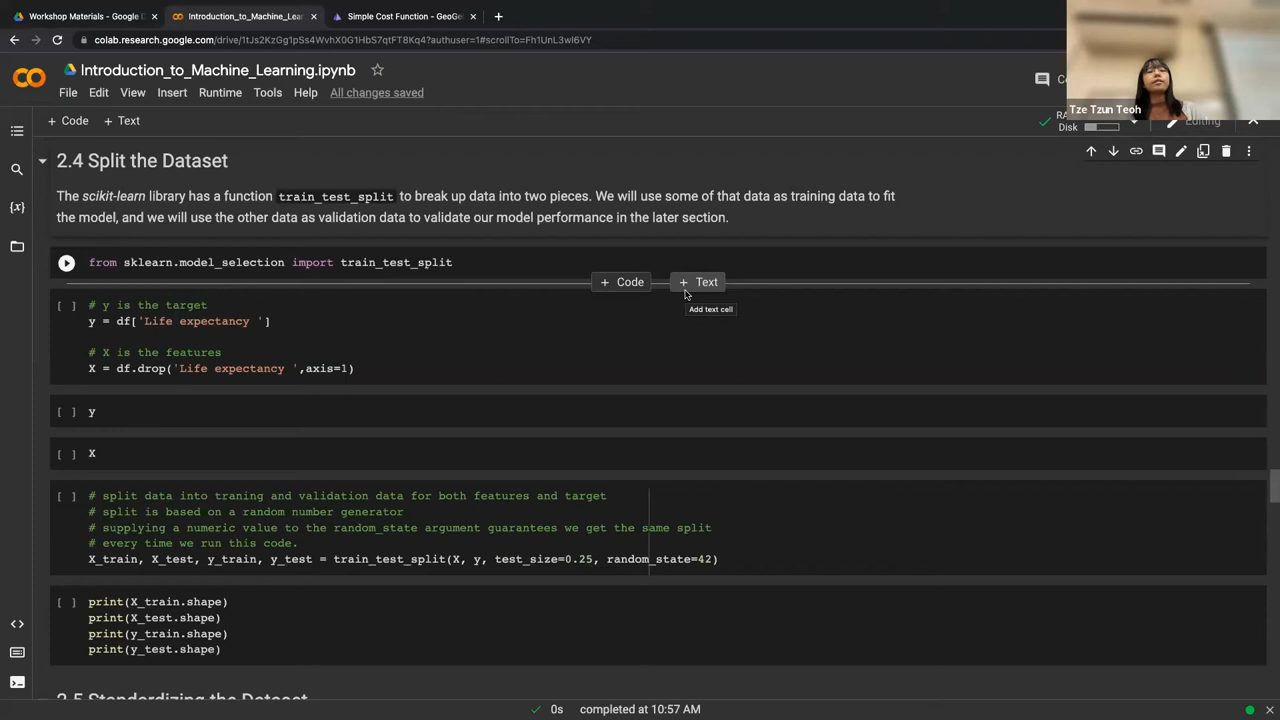 Workshop Materials - Google D
Introduction_to_Machine_Learni
Simple Cost Function - GeoGe
colab.research.google.com/drive/1tJs2KzGg1pSs4WvhX0G1HbS7qtFT8Kq4?authuser=1#scrollTo=Fh1UnL3wI6VY
Introduction_to_Machine_Learning.ipynb
File Edit View Insert Runtime Tools Help All changes saved
Tze Tzun Teoh
+ Code + Text
Disk
Editing
2.4 Split the Dataset
The scikit-learn library has a function train_test_split to break up data into two pieces. We will use some of that data as training data to fit
the model, and we will use the other data as validation data to validate our model performance in the later section.
from sklearn.model_selection import train_test_split
+ Code + Text
Add text cell
[ ] # y is the target
y = df['Life expectancy ']
# X is the features
X = df.drop('Life expectancy ',axis=1)
[ ] y
[ ] X
[ ] # split data into traning and validation data for both features and target
# split is based on a random number generator
# supplying a numeric value to the random_state argument guarantees we get the same split
# every time we run this code.
X_train, X_test, y_train, y_test = train_test_split(X, y, test_size=0.25, random_state=42)
[ ] print(X_train.shape)
print(X_test.shape)
print(y_train.shape)
print(y_test.shape)
2.5 Standardizing the Dataset
0s completed at 10:57 AM